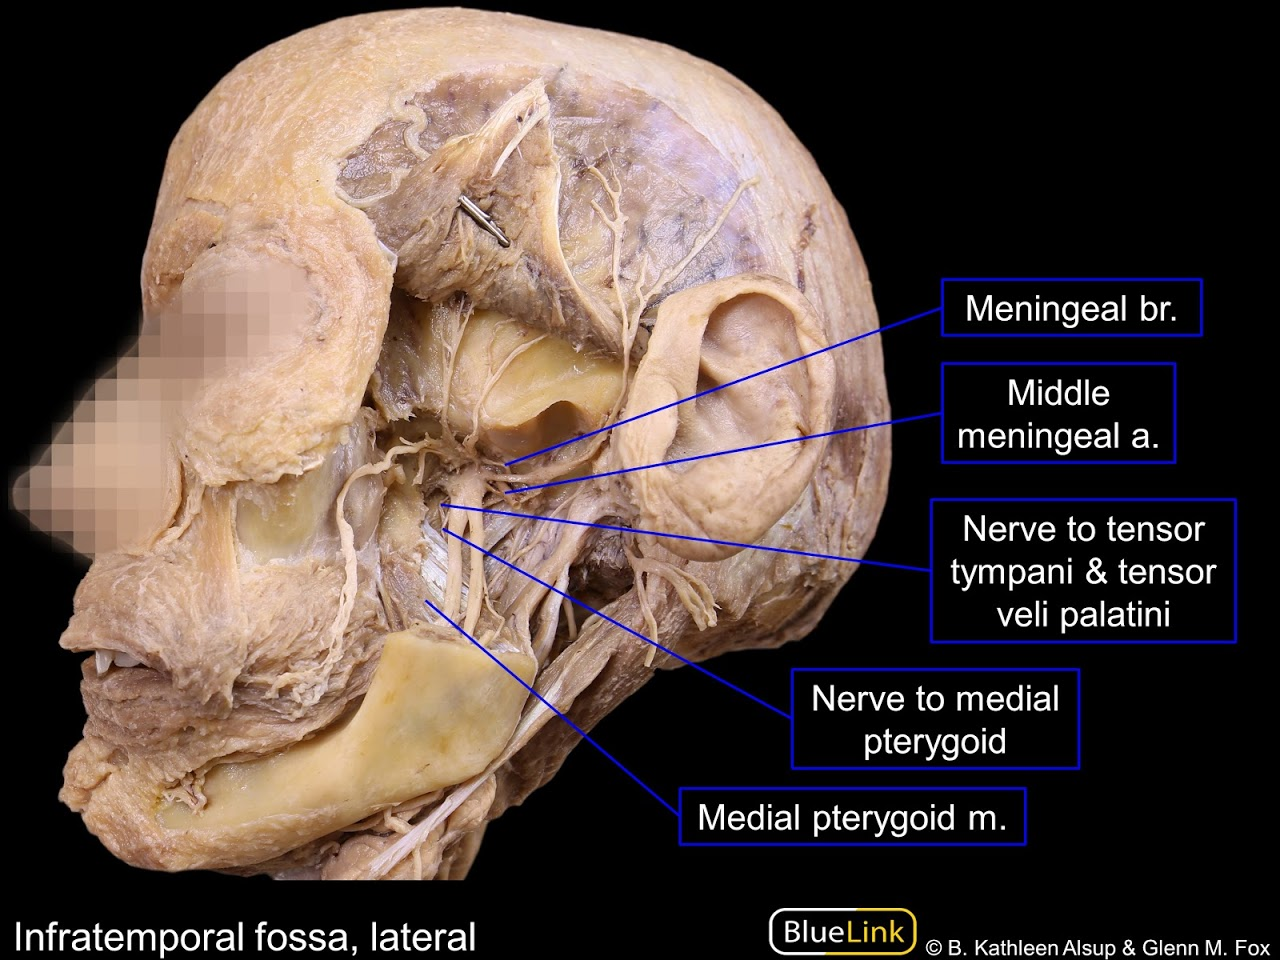 Meningeal br.
Middle
meningeal a.
Nerve to tensor
tympani & tensor
veli palatini
Nerve to medial
pterygoid
Medial pterygoid m.
Infratemporal fossa, lateral
BlueLink
© B. Kathleen Alsup & Glenn M. Fox